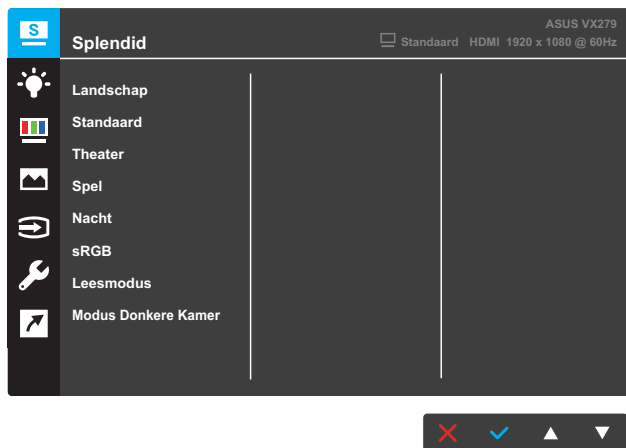 S
ASUS VX279
Splendid
Standaard HDMI 1920 x 1080 @ 60Hz
Landschap
Standaard
Theater
Spel
Nacht
sRGB
Leesmodus
Modus Donkere Kamer